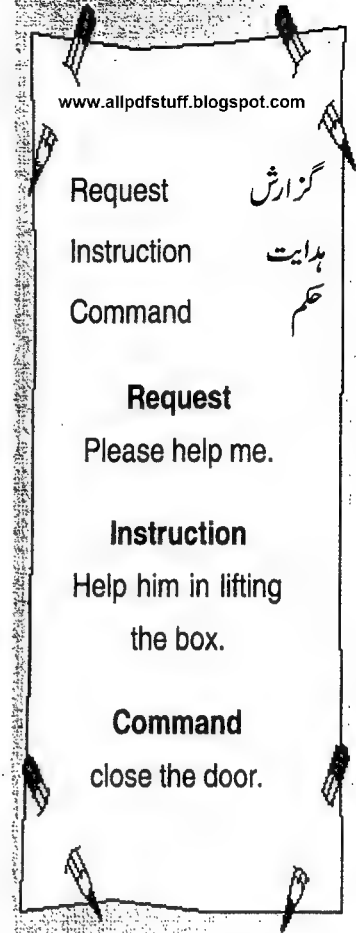 www.allpdfstuff.blogspot.com
Request گزارش
Instruction ہدایت
Command حکم
Request
Please help me.
Instruction
Help him in lifting
the box.
Command
close the door.